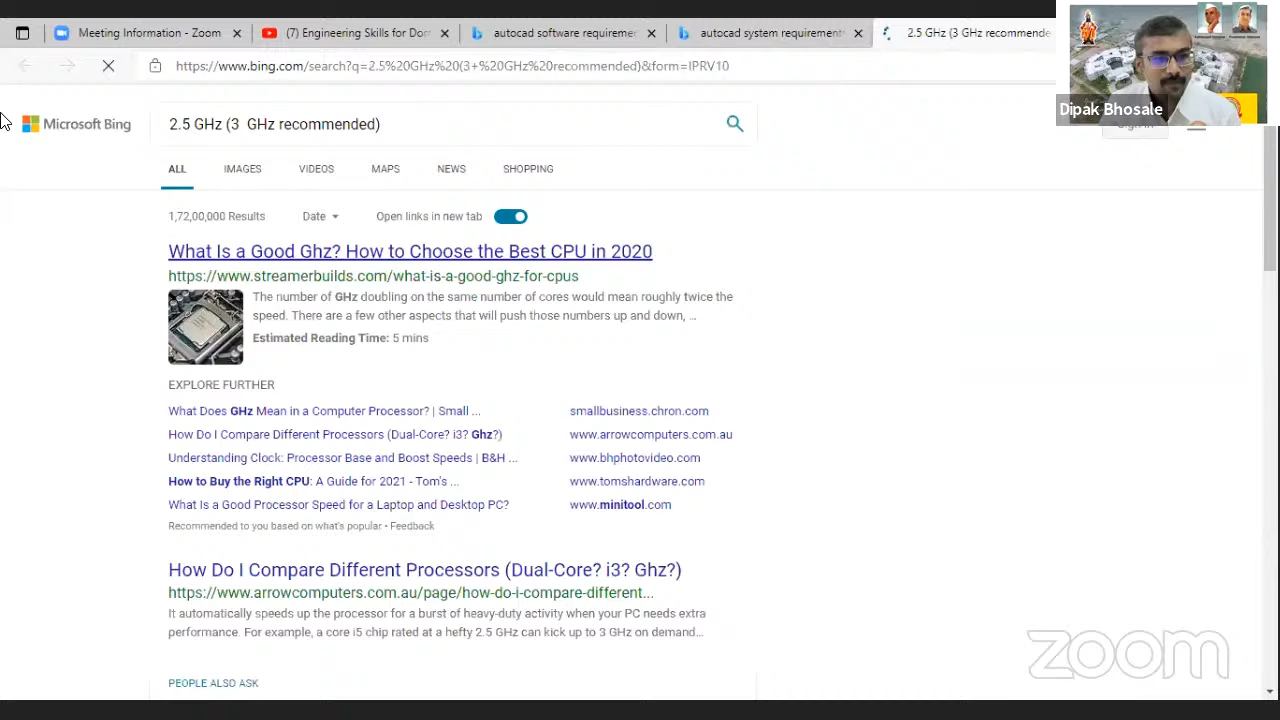 Meeting Information - Zoom
(7) Engineering Skills for Dom
autocad software requireme
autocad system requirement
2.5 GHz (3 GHz recommende
https://www.bing.com/search?q=2.5%20GHz%20(3+%20GHz%20recommended)&form=IPRV10
Dipak Bhosale
Microsoft Bing
2.5 GHz (3  GHz recommended)
ALL IMAGES VIDEOS MAPS NEWS SHOPPING
1,72,00,000 Results Date Open links in new tab
What Is a Good Ghz? How to Choose the Best CPU in 2020
https://www.streamerbuilds.com/what-is-a-good-ghz-for-cpus
The number of GHz doubling on the same number of cores would mean roughly twice the
speed. There are a few other aspects that will push those numbers up and down, ...
Estimated Reading Time: 5 mins
EXPLORE FURTHER
What Does GHz Mean in a Computer Processor? | Small ... smallbusiness.chron.com
How Do I Compare Different Processors (Dual-Core? i3? Ghz?) www.arrowcomputers.com.au
Understanding Clock: Processor Base and Boost Speeds | B&H ... www.bhphotovideo.com
How to Buy the Right CPU: A Guide for 2021 - Tom's ... www.tomshardware.com
What Is a Good Processor Speed for a Laptop and Desktop PC? www.minitool.com
Recommended to you based on what's popular • Feedback
How Do I Compare Different Processors (Dual-Core? i3? Ghz?)
https://www.arrowcomputers.com.au/page/how-do-i-compare-different...
It automatically speeds up the processor for a burst of heavy-duty activity when your PC needs extra
performance. For example, a core i5 chip rated at a hefty 2.5 GHz can kick up to 3 GHz on demand...
PEOPLE ALSO ASK
zoom